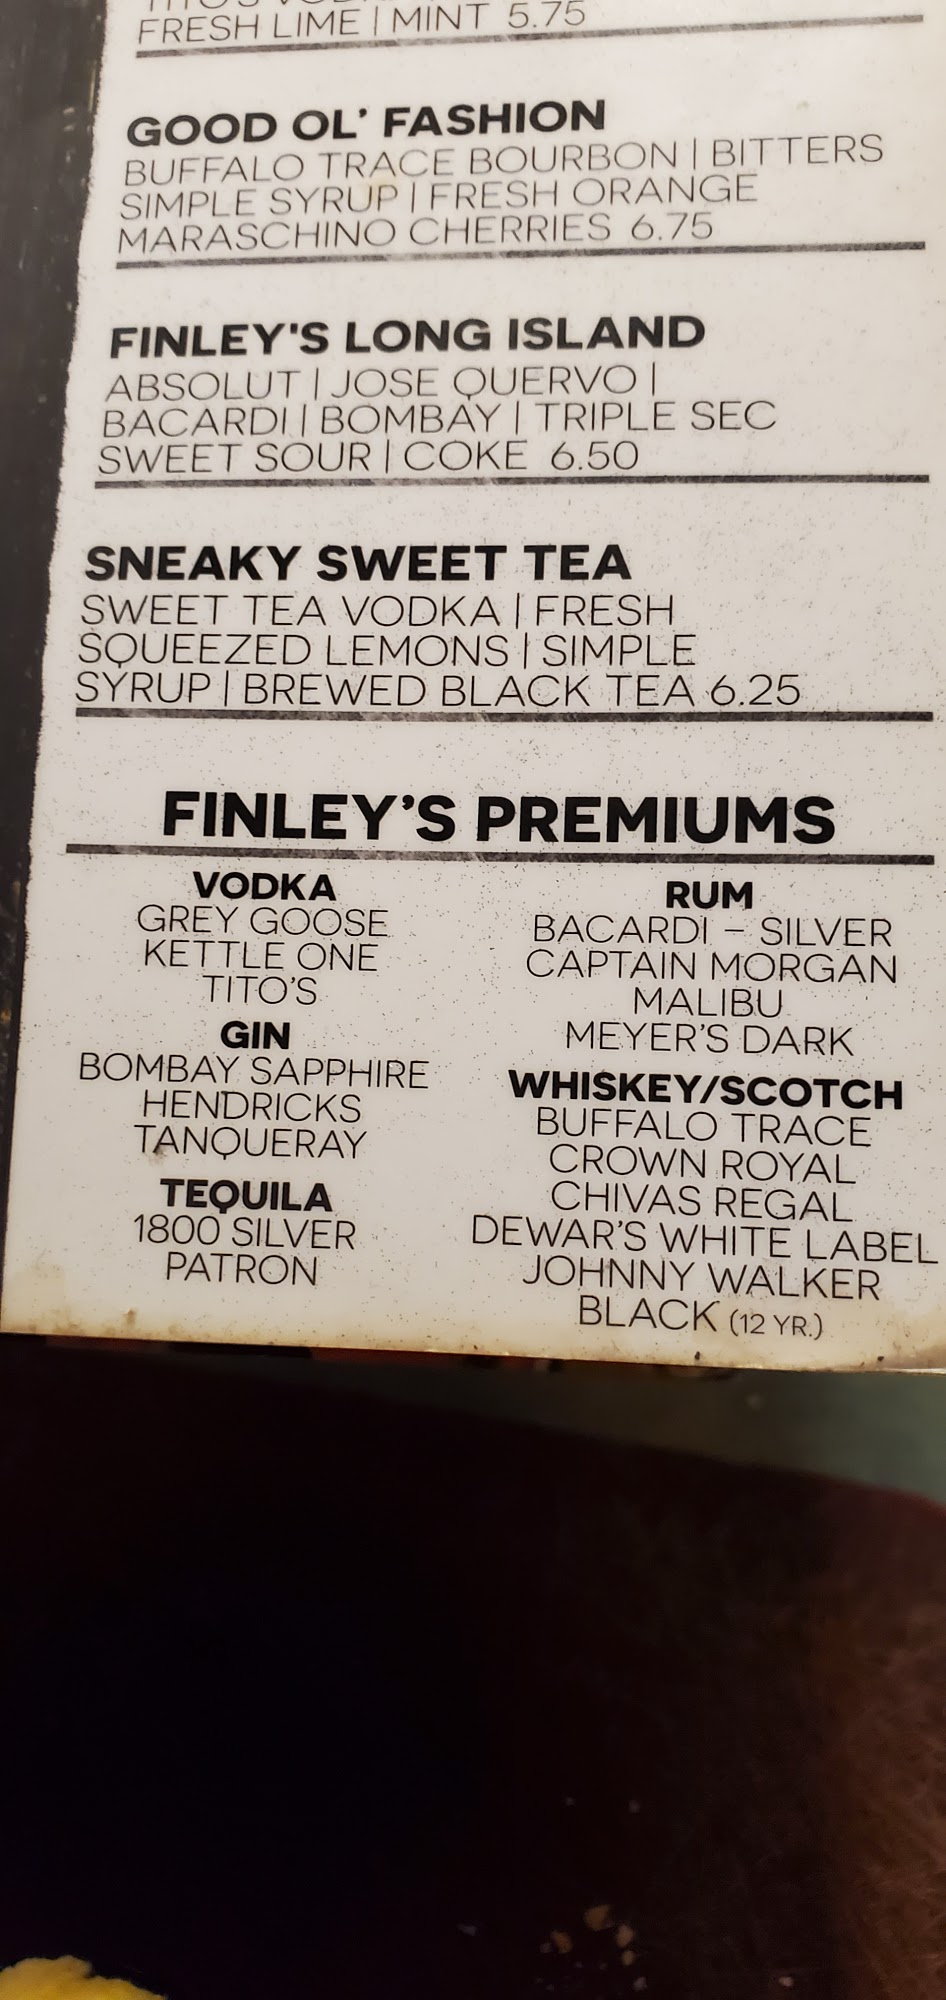 TITO'S VODKA
FRESH LIME | MINT 5.75
GOOD OL' FASHION
BUFFALO TRACE BOURBON | BITTERS
SIMPLE SYRUP | FRESH ORANGE
MARASCHINO CHERRIES 6.75
FINLEY'S LONG ISLAND
ABSOLUT | JOSE QUERVO |
BACARDI | BOMBAY | TRIPLE SEC
SWEET SOUR | COKE 6.50
SNEAKY SWEET TEA
SWEET TEA VODKA | FRESH
SQUEEZED LEMONS | SIMPLE
SYRUP | BREWED BLACK TEA 6.25
FINLEY'S PREMIUMS
VODKA
GREY GOOSE
KETTLE ONE
TITO'S
GIN
BOMBAY SAPPHIRE
HENDRICKS
TANQUERAY
TEQUILA
1800 SILVER
PATRON
RUM
BACARDI – SILVER
CAPTAIN MORGAN
MALIBU
MEYER'S DARK
WHISKEY/SCOTCH
BUFFALO TRACE
CROWN ROYAL
CHIVAS REGAL
DEWAR'S WHITE LABEL
JOHNNY WALKER
BLACK (12 YR.)